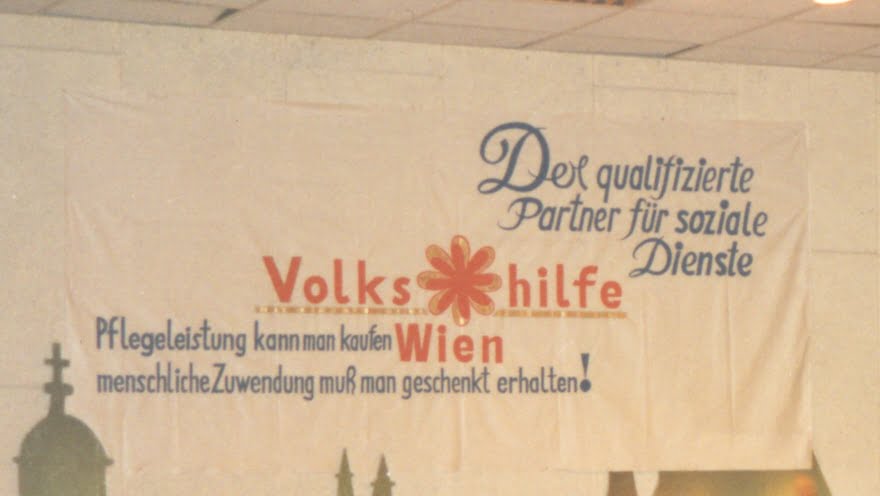 Der qualifizierte
Partner für soziale
Dienste
Volkshilfe
Wien
Pflegeleistung kann man kaufen
menschliche Zuwendung muß man geschenkt erhalten!